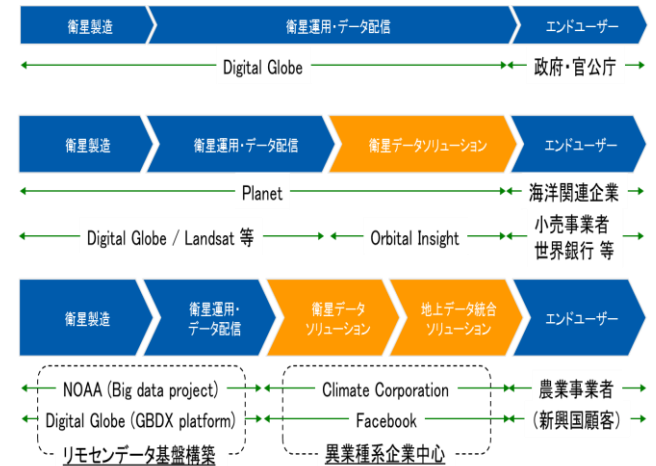 衛星製造
衛星運用・データ配信
エンドユーザー
Digital Globe
政府・官公庁
衛星製造
衛星運用・データ配信
衛星データソリューション
エンドユーザー
Planet
海洋関連企業
Digital Globe / Landsat 等
Orbital Insight
小売事業者
世界銀行 等
衛星製造
衛星運用・
データ配信
衛星データ
ソリューション
地上データ統合
ソリューション
エンドユーザー
NOAA (Big data project)
Climate Corporation
農業事業者
Digital Globe (GBDX platform)
Facebook
(新興国顧客)
リモセンデータ基盤構築
異業種系企業中心